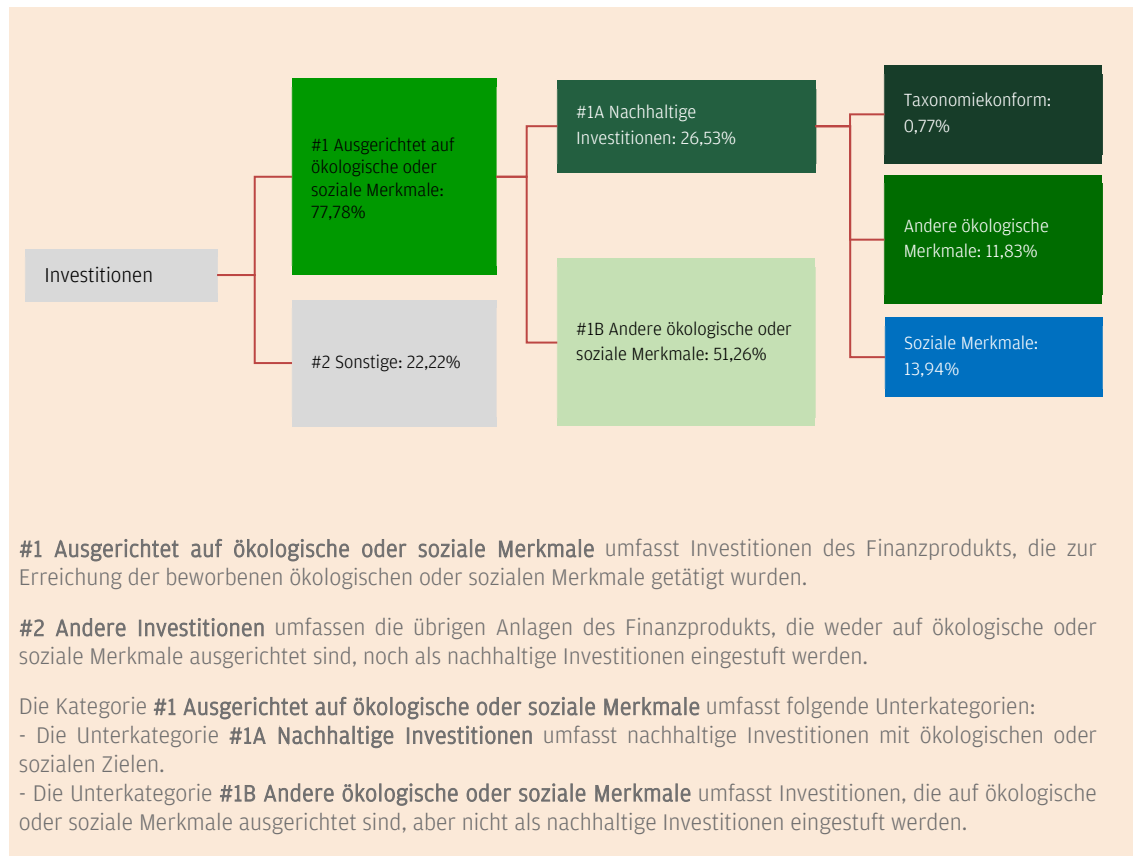 Investitionen
#1 Ausgerichtet auf
ökologische oder
soziale Merkmale:
77,78%
#2 Sonstige: 22,22%
#1A Nachhaltige
Investitionen: 26,53%
#1B Andere ökologische oder
soziale Merkmale: 51,26%
Taxonomiekonform:
0,77%
Andere ökologische
Merkmale: 11,83%
Soziale Merkmale:
13,94%
#1 Ausgerichtet auf ökologische oder soziale Merkmale umfasst Investitionen des Finanzprodukts, die zur
Erreichung der beworbenen ökologischen oder sozialen Merkmale getätigt wurden.
#2 Andere Investitionen umfassen die übrigen Anlagen des Finanzprodukts, die weder auf ökologische oder
soziale Merkmale ausgerichtet sind, noch als nachhaltige Investitionen eingestuft werden.
Die Kategorie #1 Ausgerichtet auf ökologische oder soziale Merkmale umfasst folgende Unterkategorien:
- Die Unterkategorie #1A Nachhaltige Investitionen umfasst nachhaltige Investitionen mit ökologischen oder
sozialen Zielen.
- Die Unterkategorie #1B Andere ökologische oder soziale Merkmale umfasst Investitionen, die auf ökologische
oder soziale Merkmale ausgerichtet sind, aber nicht als nachhaltige Investitionen eingestuft werden.